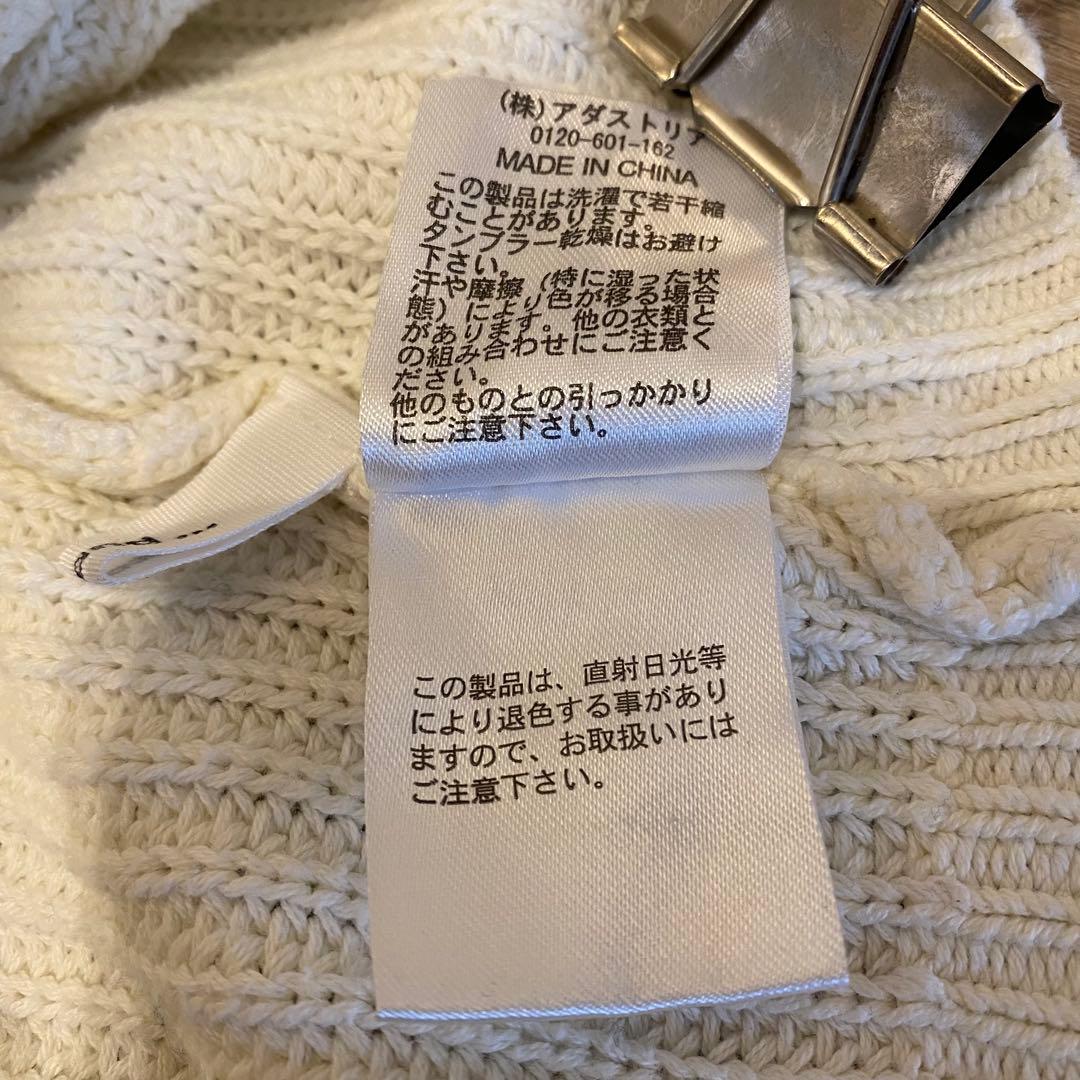 (株)アダストリア
0120-601-162
MADE IN CHINA
この製品は洗濯で若干縮
むことがあります。
タンブラー乾燥はお避け
下さい。
汗や摩擦（特に湿った状
態）により色が移る場合
があります。他の衣類と
の組み合わせにご注意く
ださい。
他のものとの引っかかり
にご注意下さい。
この製品は、直射日光等
により退色する事があり
ますので、お取扱いには
ご注意下さい。